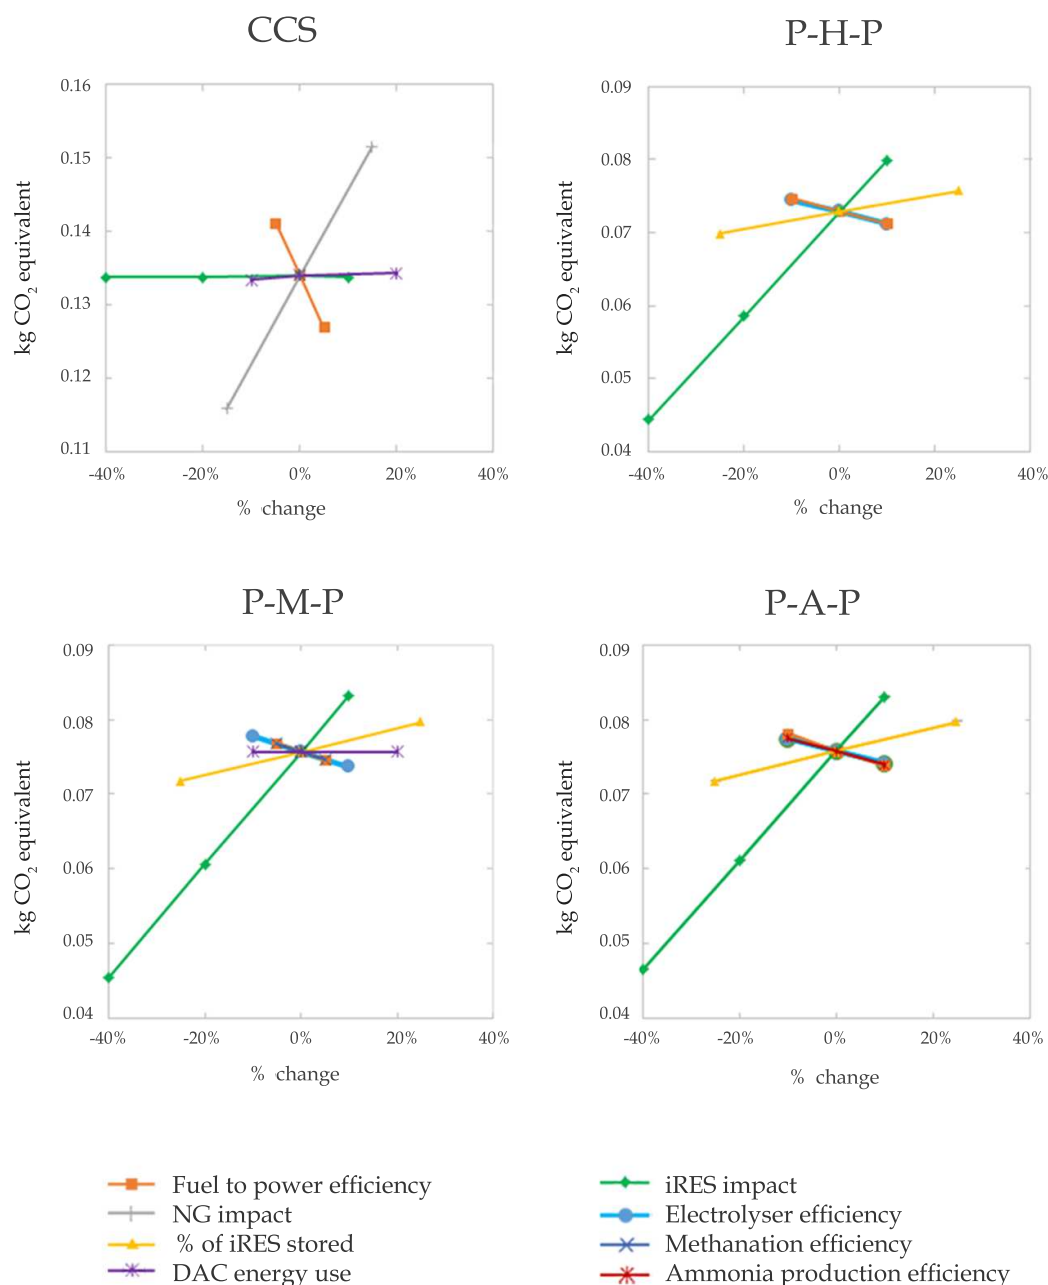 CCS
P-H-P
0.16
0.15
0.14
0.13
0.12
0.11
kg CO₂ equivalent
-40%
-20%
0%
20%
40%
% change
0.09
0.08
0.07
0.06
0.05
0.04
kg CO₂ equivalent
-40%
-20%
0%
20%
40%
% change
P-M-P
P-A-P
0.09
0.08
0.07
0.06
0.05
0.04
kg CO₂ equivalent
-40%
-20%
0%
20%
40%
% change
0.09
0.08
0.07
0.06
0.05
0.04
kg CO₂ equivalent
-40%
-20%
0%
20%
40%
% change
Fuel to power efficiency
NG impact
% of iRES stored
DAC energy use
iRES impact
Electrolyser efficiency
Methanation efficiency
Ammonia production efficiency